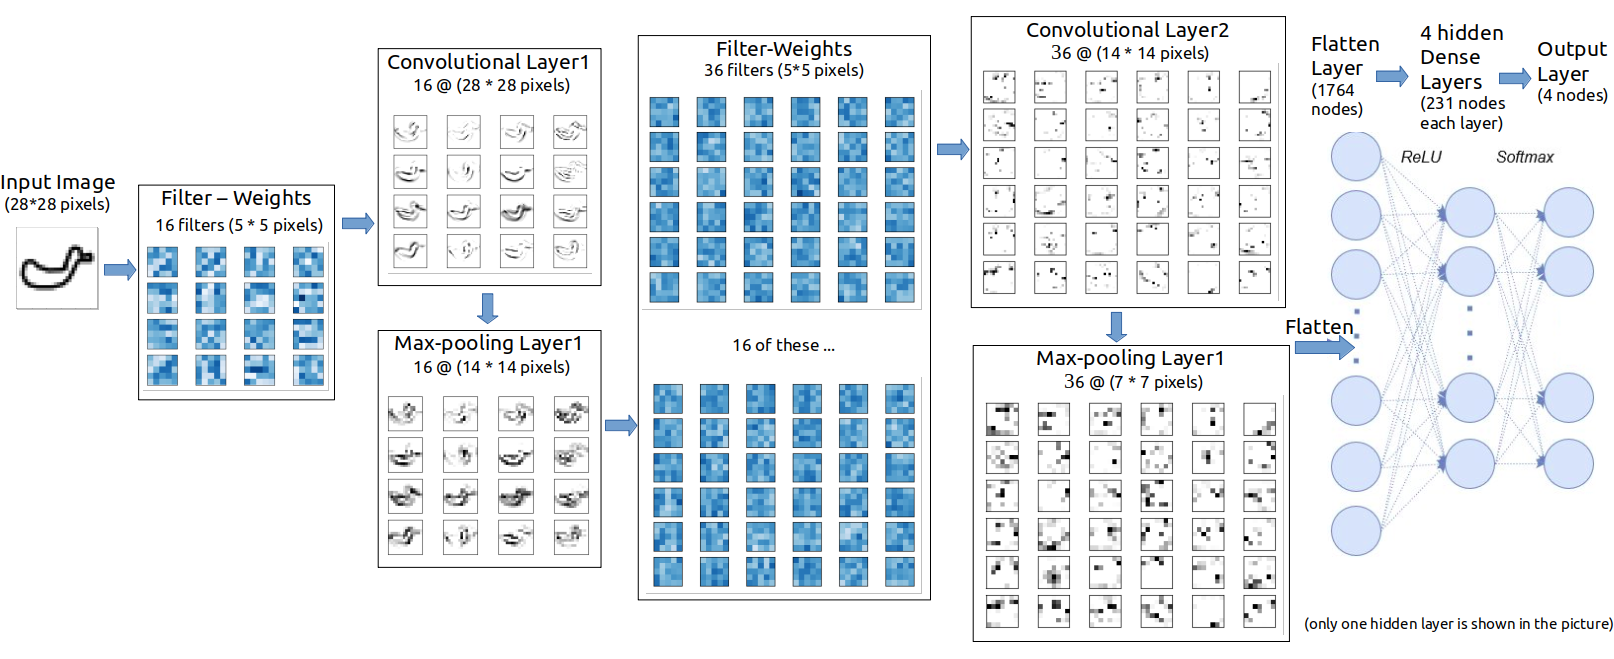 Input Image
(28*28 pixels)
Filter – Weights
16 filters (5 * 5 pixels)
Convolutional Layer1
16 @ (28 * 28 pixels)
Max-pooling Layer1
16 @ (14 * 14 pixels)
Filter-Weights
36 filters (5*5 pixels)
16 of these ...
Convolutional Layer2
36 @ (14 * 14 pixels)
Max-pooling Layer1
36 @ (7 * 7 pixels)
Flatten
Flatten
Layer
(1764
nodes)
4 hidden
Dense
Layers
(231 nodes
each layer)
Output
Layer
(4 nodes)
ReLU
Softmax
(only one hidden layer is shown in the picture)